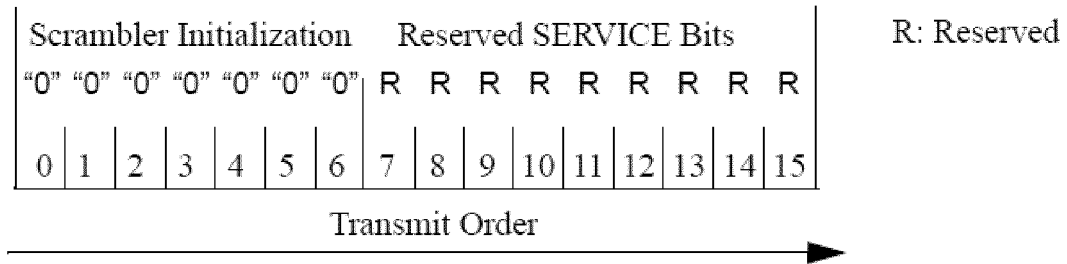 Scrambler Initialization Reserved SERVICE Bits R: Reserved
“0” “0” “0” “0” “0” “0” “0” R R R R R R R R R
0 1 2 3 4 5 6 7 8 9 10 11 12 13 14 15
Transmit Order